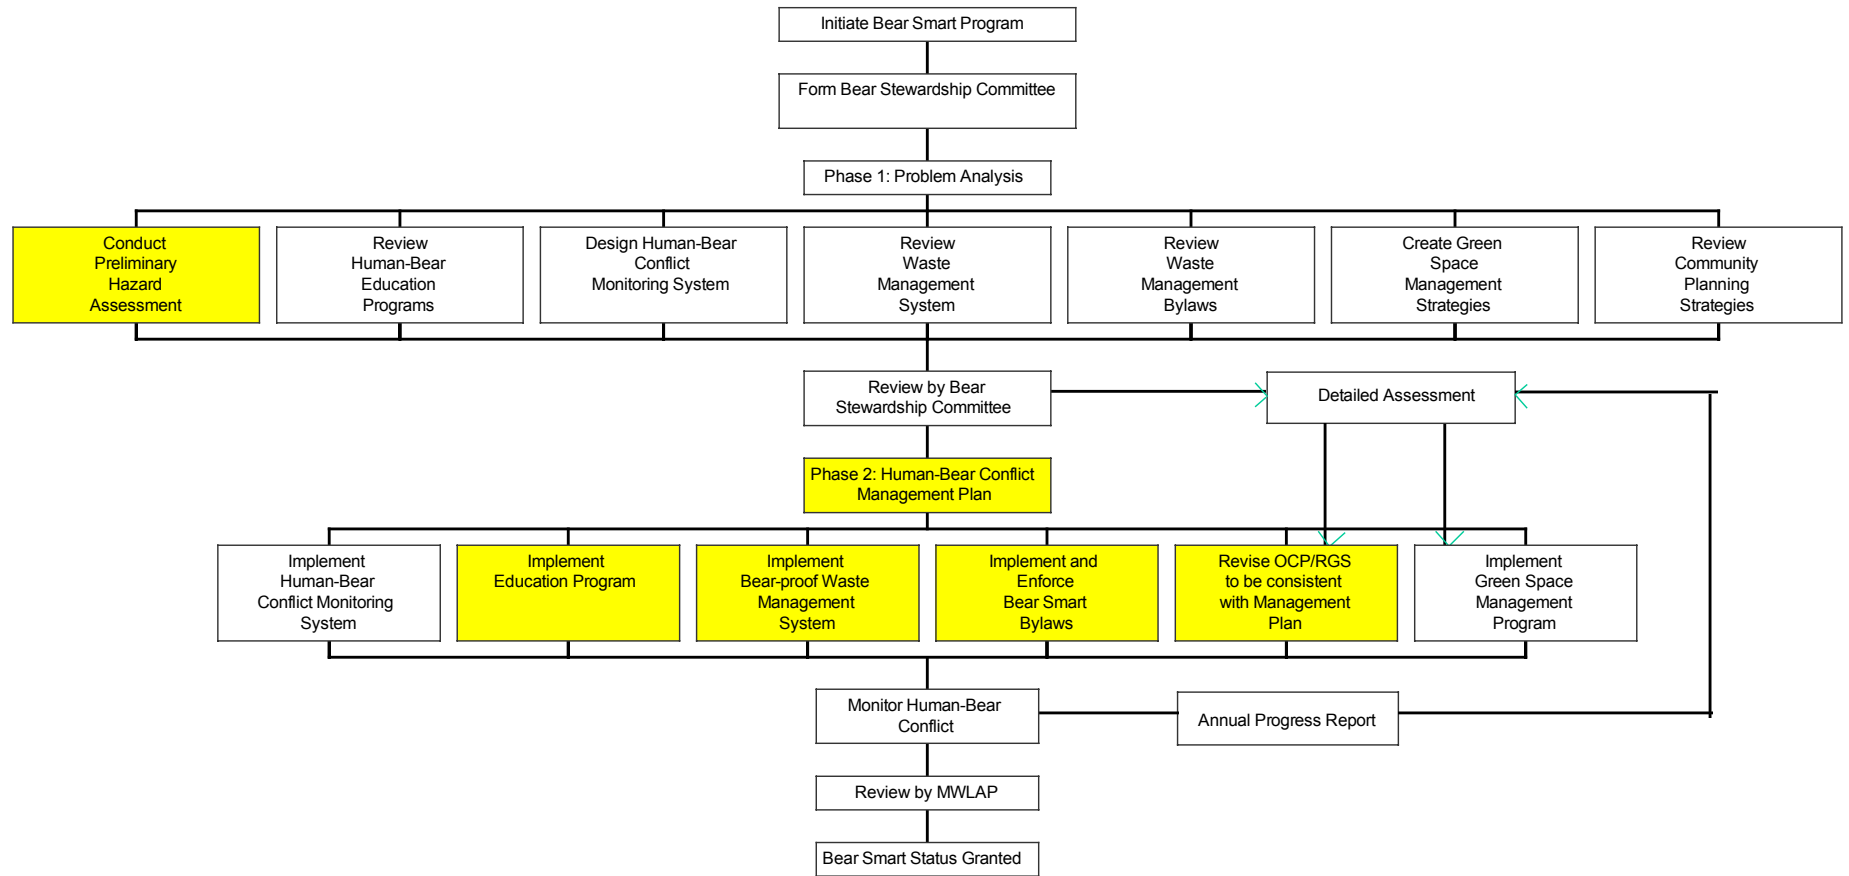 Initiate Bear Smart Program
Form Bear Stewardship Committee
Phase 1: Problem Analysis
Conduct
Preliminary
Hazard
Assessment
Review
Human-Bear
Education
Programs
Design Human-Bear
Conflict
Monitoring System
Review
Waste
Management
System
Review
Waste
Management
Bylaws
Create Green
Space
Management
Strategies
Review
Community
Planning
Strategies
Review by Bear
Stewardship Committee
Detailed Assessment
Phase 2: Human-Bear Conflict
Management Plan
Implement
Human-Bear
Conflict Monitoring
System
Implement
Education Program
Implement
Bear-proof Waste
Management
System
Implement and
Enforce
Bear Smart
Bylaws
Revise OCP/RGS
to be consistent
with Management
Plan
Implement
Green Space
Management
Program
Monitor Human-Bear
Conflict
Annual Progress Report
Review by MWLAP
Bear Smart Status Granted